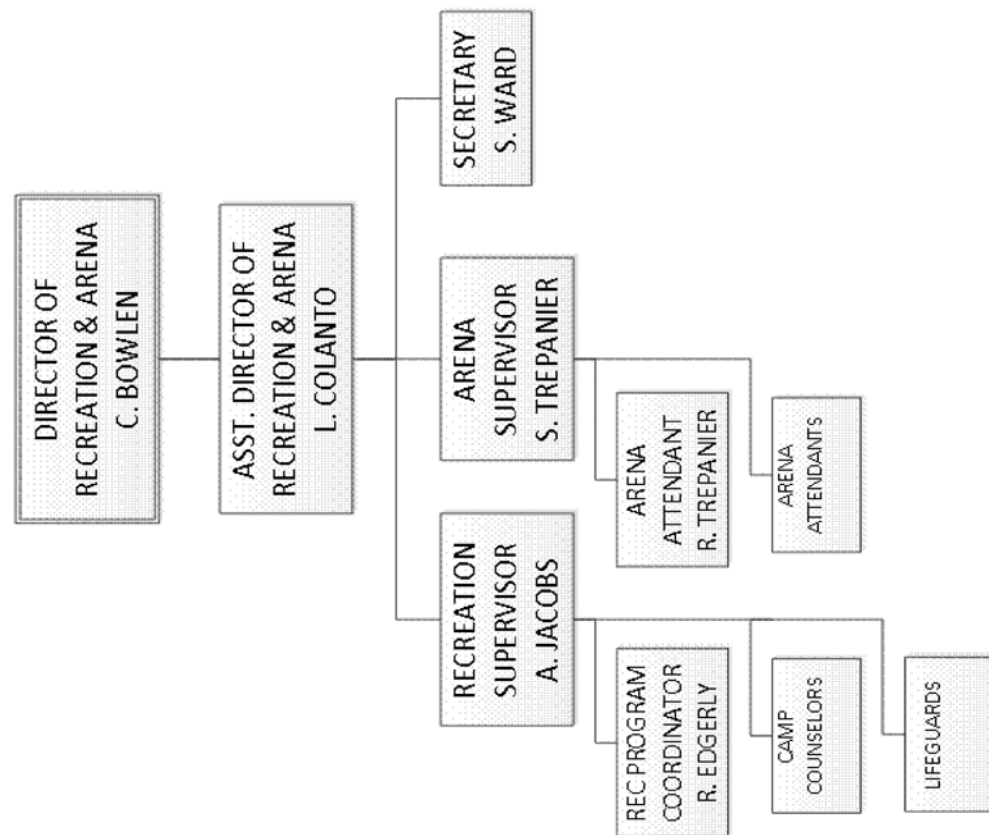 DIRECTOR OF
RECREATION & ARENA
C. BOWLEN
ASST. DIRECTOR OF
RECREATION & ARENA
L. COLANTO
RECREATION
SUPERVISOR
A. JACOBS
ARENA
SUPERVISOR
S. TREPANIER
SECRETARY
S. WARD
REC PROGRAM
COORDINATOR
R. EDGERLY
ARENA
ATTENDANT
R. TREPANIER
CAMP
COUNSELORS
ARENA
ATTENDANTS
LIFEGUARDS